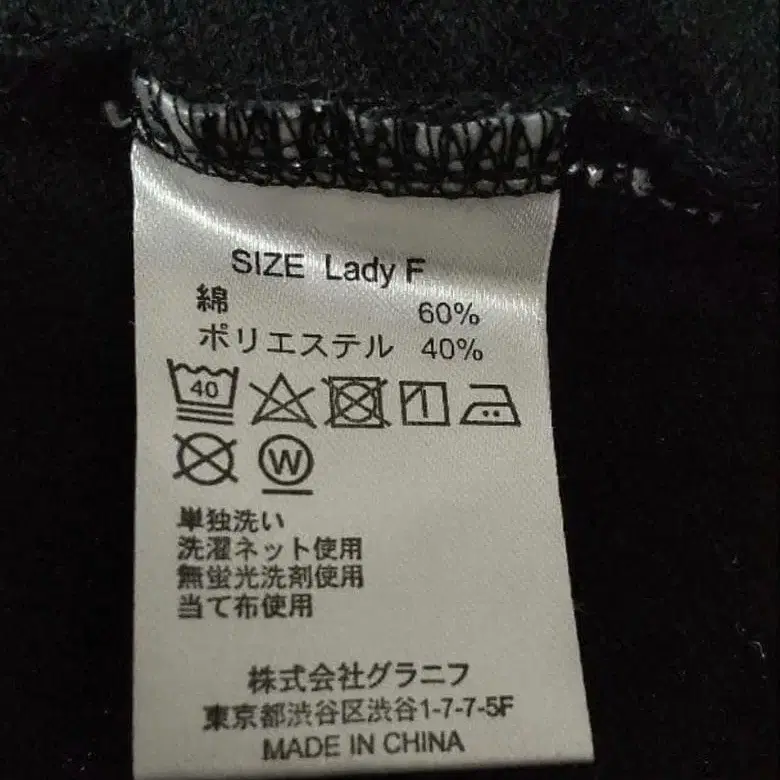 SIZE Lady F
綿 60%
ポリエステル 40%
40
W
単独洗い
洗濯ネット使用
無蛍光洗剤使用
当て布使用
株式会社グラニフ
東京都渋谷区渋谷1-7-7-5F
MADE IN CHINA